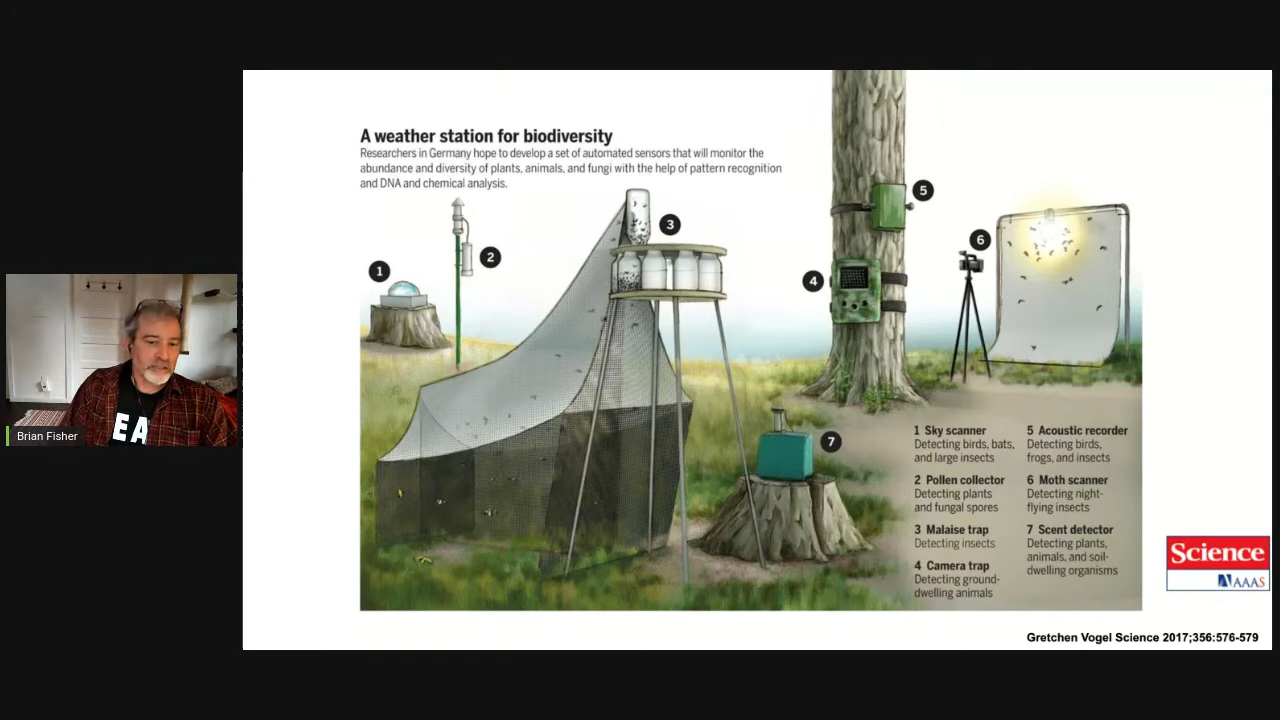 A weather station for biodiversity
Researchers in Germany hope to develop a set of automated sensors that will monitor the
abundance and diversity of plants, animals, and fungi with the help of pattern recognition
and DNA and chemical analysis.
1
2
3
4
5
6
7
EA
Brian Fisher
1 Sky scanner
Detecting birds, bats,
and large insects
2 Pollen collector
Detecting plants
and fungal spores
3 Malaise trap
Detecting insects
4 Camera trap
Detecting ground-
dwelling animals
5 Acoustic recorder
Detecting birds,
frogs, and insects
6 Moth scanner
Detecting night-
flying insects
7 Scent detector
Detecting plants,
animals, and soil-
dwelling organisms
Science
AAAS
Gretchen Vogel Science 2017;356:576-579